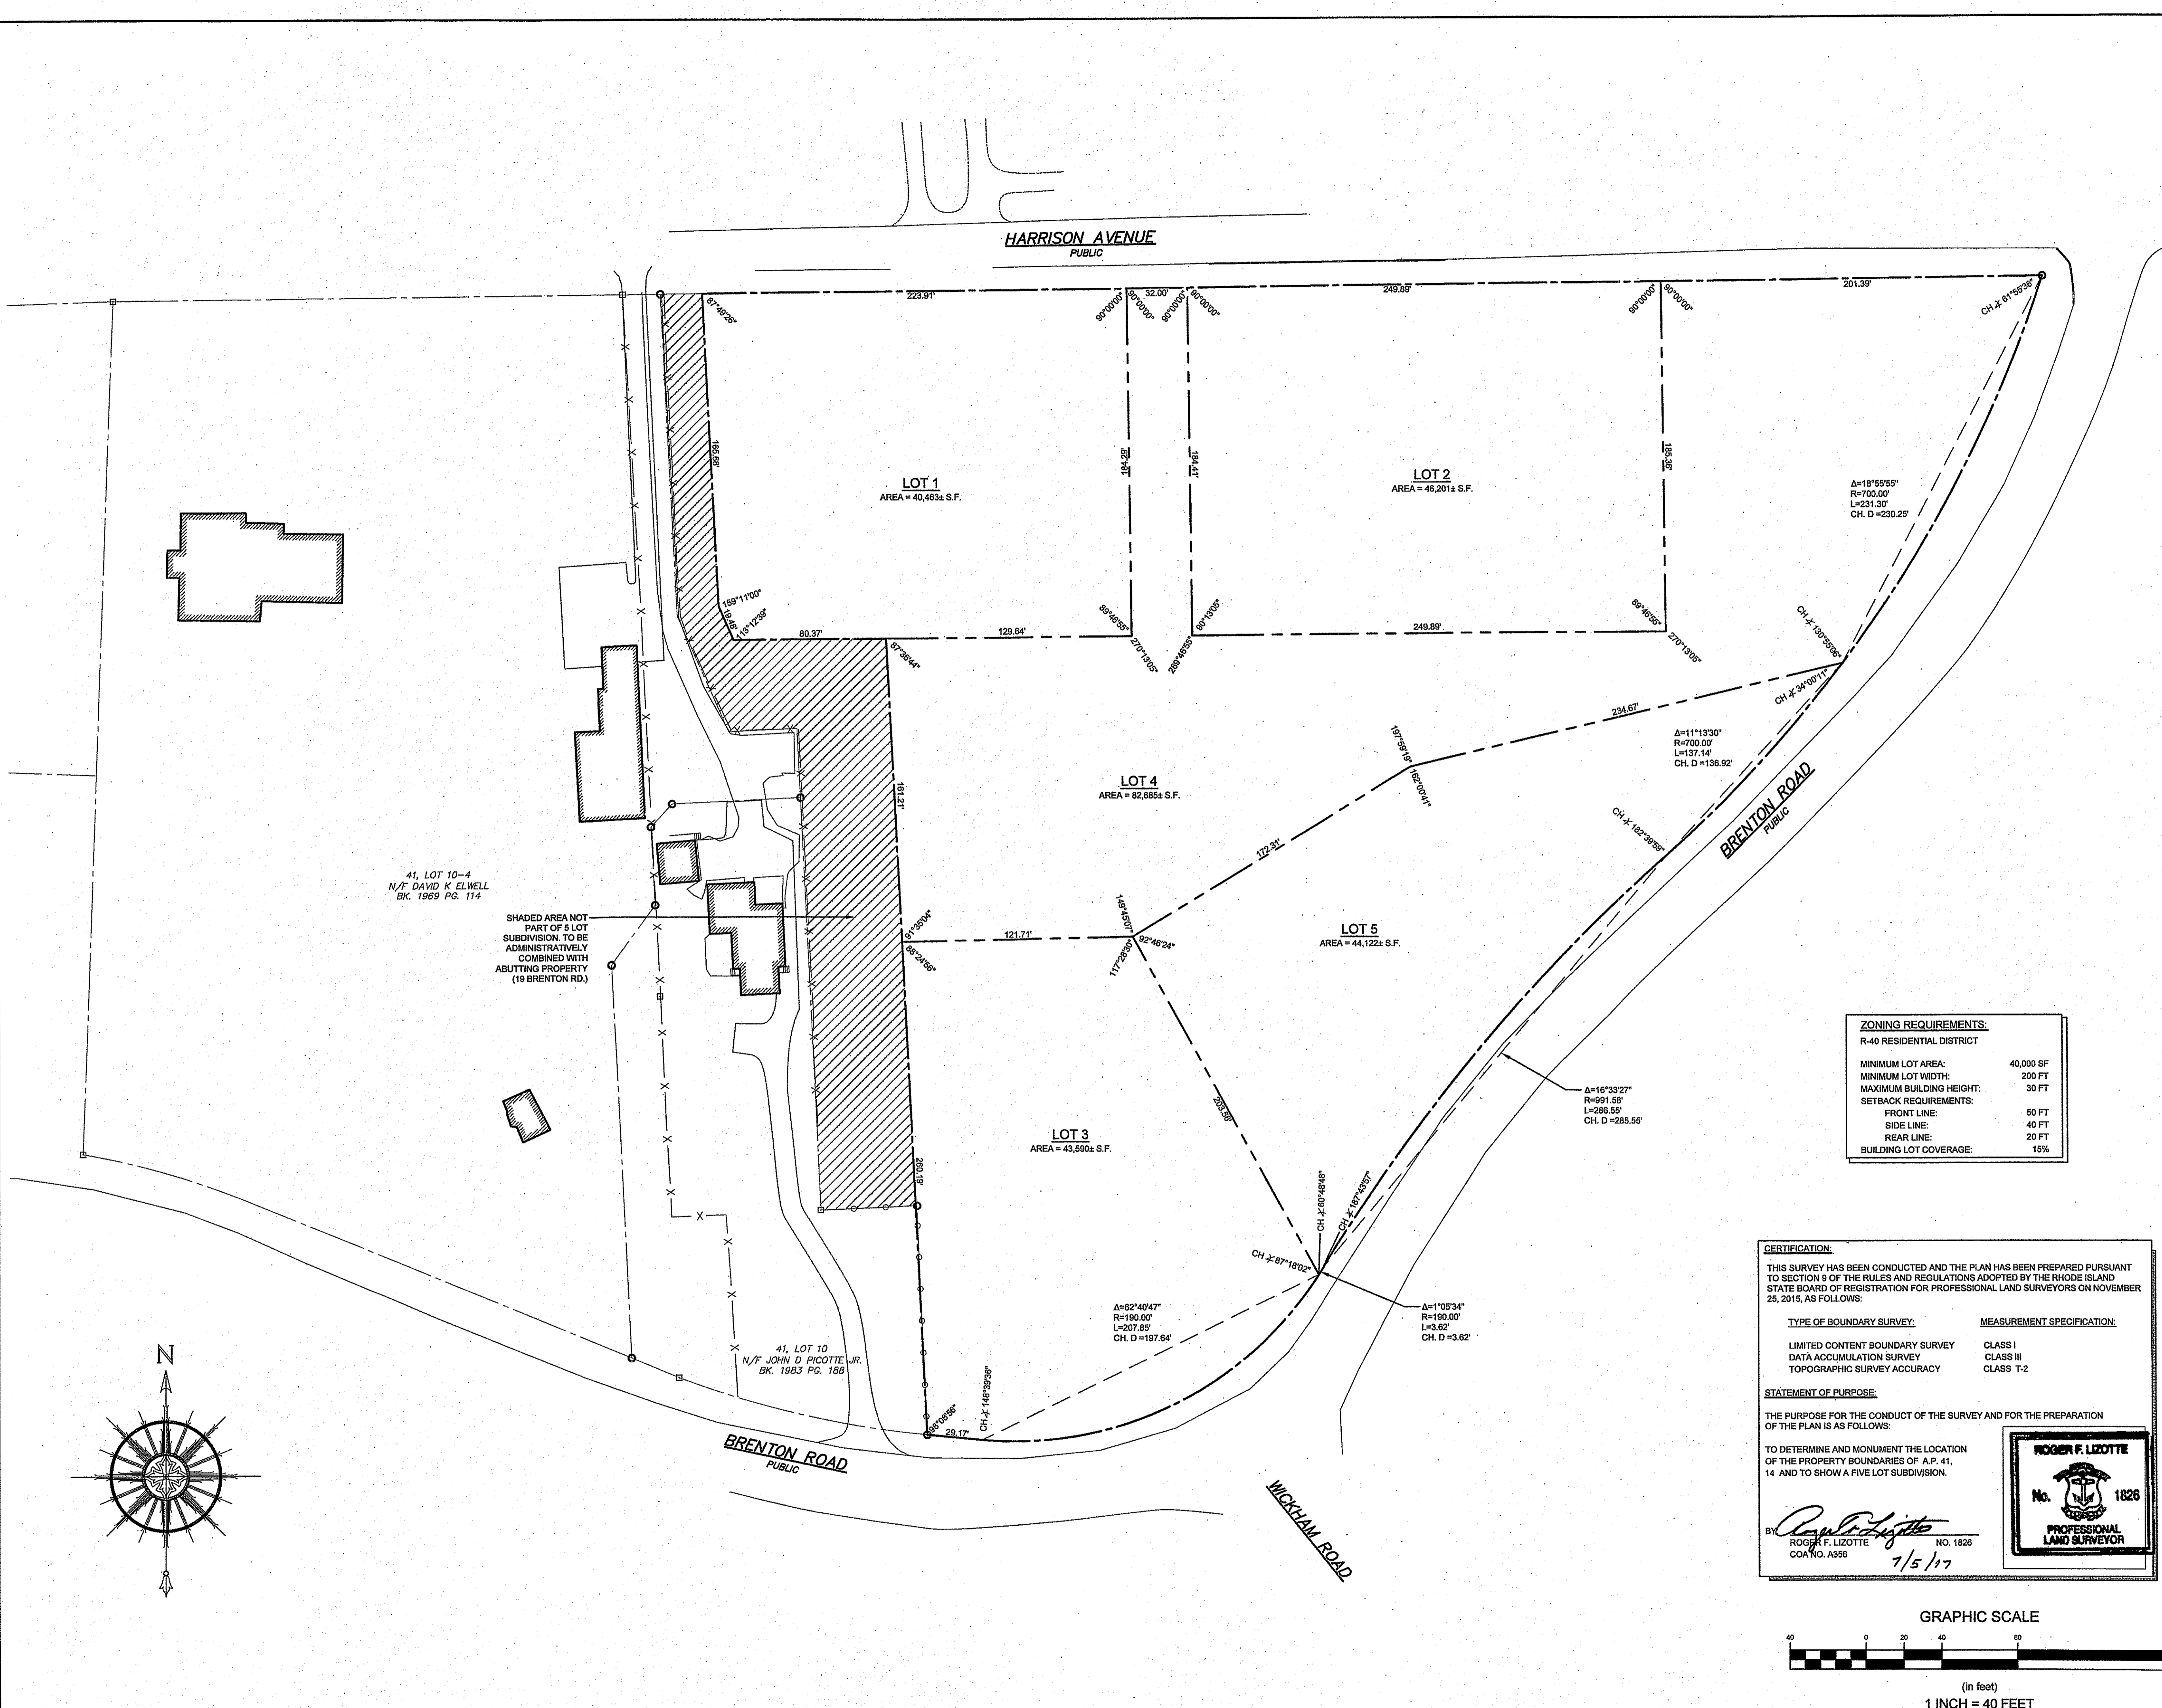 HARRISON AVENUE
PUBLIC
223.91'
32.00'
249.89'
201.39'
87°49'26"
90°00'00"
90°00'00"
90°00'00"
90°00'00"
90°00'00"
90°00'00"
CH ∡ 61°55'36"
165.68'
184.29'
184.41'
185.36'
LOT 1
AREA = 40,463± S.F.
LOT 2
AREA = 46,201± S.F.
Δ=18°55'55"
R=700.00'
L=231.30'
CH. D =230.25'
159°11'00"
19.46'
113°12'39"
80.37'
129.64'
249.89'
89°46'55"
270°13'05"
269°46'55"
90°13'05"
89°46'55"
270°13'05"
CH ∡ 130°55'06"
CH ∡ 34°00'11"
87°36'44"
234.67'
197°59'19"
162°00'41"
Δ=11°13'30"
R=700.00'
L=137.14'
CH. D =136.92'
161.21'
LOT 4
AREA = 82,685± S.F.
172.31'
CH ∡ 182°39'59"
BRENTON ROAD
PUBLIC
41, LOT 10-4
N/F DAVID K ELWELL
BK. 1969 PG. 114
SHADED AREA NOT
PART OF 5 LOT
SUBDIVISION. TO BE
ADMINISTRATIVELY
COMBINED WITH
ABUTTING PROPERTY
(19 BRENTON RD.)
91°35'04"
88°24'56"
121.71'
149°45'07"
92°46'24"
117°28'30"
LOT 5
AREA = 44,122± S.F.
ZONING REQUIREMENTS:
R-40 RESIDENTIAL DISTRICT
MINIMUM LOT AREA: 40,000 SF
MINIMUM LOT WIDTH: 200 FT
MAXIMUM BUILDING HEIGHT: 30 FT
SETBACK REQUIREMENTS:
FRONT LINE: 50 FT
SIDE LINE: 40 FT
REAR LINE: 20 FT
BUILDING LOT COVERAGE: 15%
Δ=16°33'27"
R=991.58'
L=286.55'
CH. D =285.55'
203.56'
LOT 3
AREA = 43,590± S.F.
260.19'
CH ∡ 60°48'48"
CH ∡ 187°43'57"
CH ∡ 87°18'02"
Δ=62°40'47"
R=190.00'
L=207.85'
CH. D =197.64'
Δ=1°05'34"
R=190.00'
L=3.62'
CH. D =3.62'
41, LOT 10
N/F JOHN D PICOTTE JR.
BK. 1983 PG. 188
98°08'56"
29.17'
CH ∡ 148°39'36"
BRENTON ROAD
PUBLIC
WICKHAM ROAD
N
CERTIFICATION:
THIS SURVEY HAS BEEN CONDUCTED AND THE PLAN HAS BEEN PREPARED PURSUANT
TO SECTION 9 OF THE RULES AND REGULATIONS ADOPTED BY THE RHODE ISLAND
STATE BOARD OF REGISTRATION FOR PROFESSIONAL LAND SURVEYORS ON NOVEMBER
25, 2015, AS FOLLOWS:
TYPE OF BOUNDARY SURVEY: MEASUREMENT SPECIFICATION:
LIMITED CONTENT BOUNDARY SURVEY CLASS I
DATA ACCUMULATION SURVEY CLASS III
TOPOGRAPHIC SURVEY ACCURACY CLASS T-2
STATEMENT OF PURPOSE:
THE PURPOSE FOR THE CONDUCT OF THE SURVEY AND FOR THE PREPARATION
OF THE PLAN IS AS FOLLOWS:
TO DETERMINE AND MONUMENT THE LOCATION
OF THE PROPERTY BOUNDARIES OF A.P. 41,
14 AND TO SHOW A FIVE LOT SUBDIVISION.
BY Roger F. Lizotte
ROGER F. LIZOTTE NO. 1826
COA NO. A356
7/5/17
ROGER F. LIZOTTE
No. 1826
PROFESSIONAL
LAND SURVEYOR
GRAPHIC SCALE
40 0 20 40 80
(in feet)
1 INCH = 40 FEET